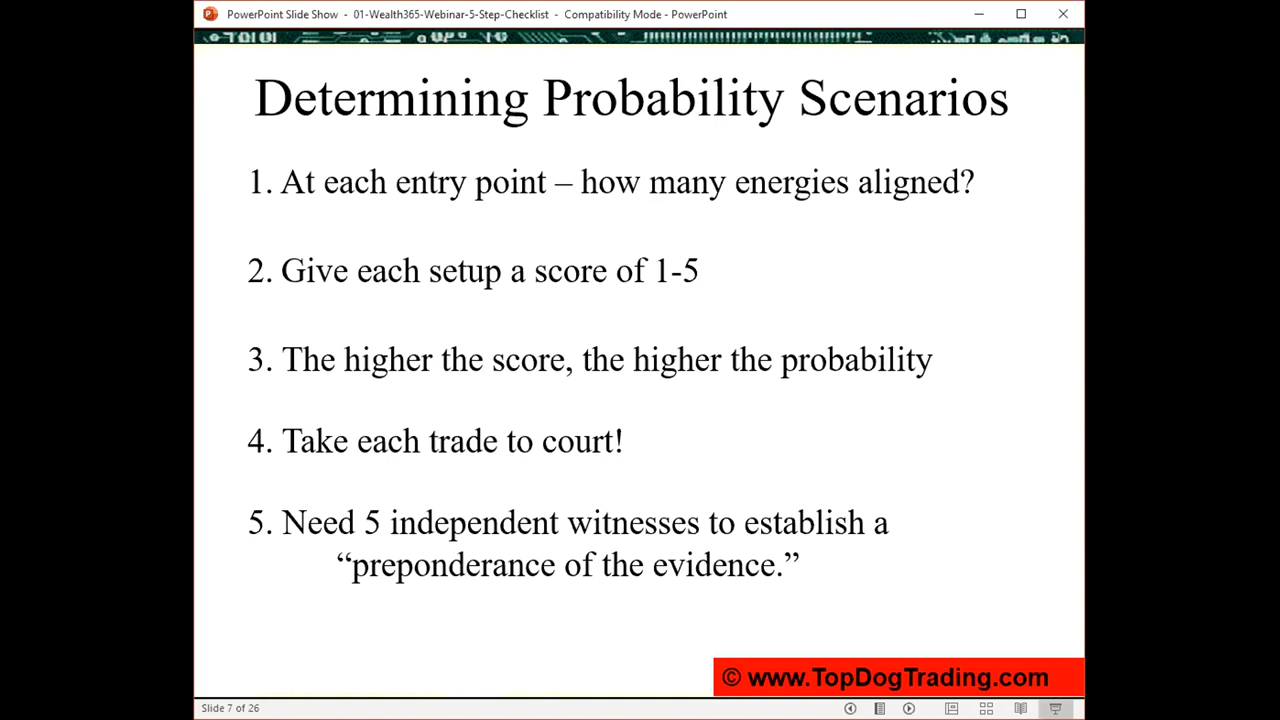 PowerPoint Slide Show - 01-Wealth365-Webinar-5-Step-Checklist - Compatibility Mode - PowerPoint
Determining Probability Scenarios
1. At each entry point – how many energies aligned?
2. Give each setup a score of 1-5
3. The higher the score, the higher the probability
4. Take each trade to court!
5. Need 5 independent witnesses to establish a
“preponderance of the evidence.”
© www.TopDogTrading.com
Slide 7 of 26